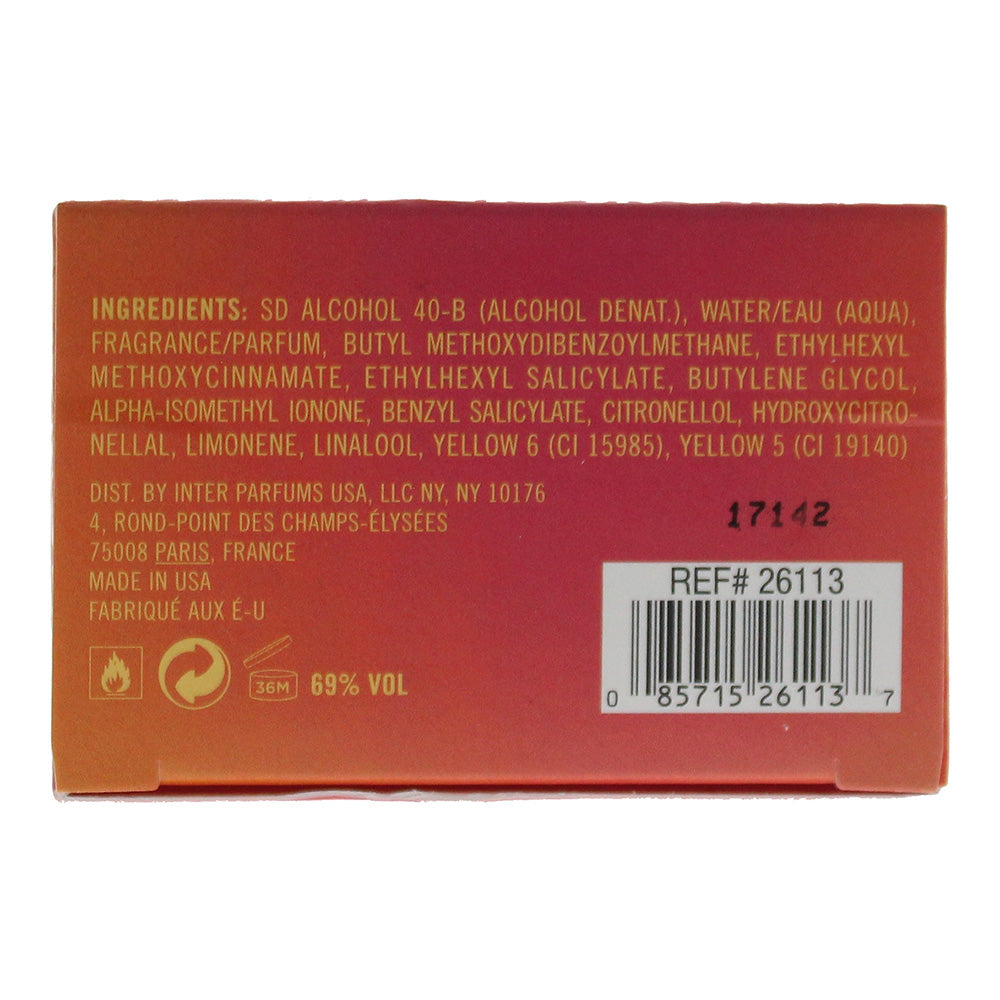 INGREDIENTS: SD ALCOHOL 40-B (ALCOHOL DENAT.), WATER/EAU (AQUA),
FRAGRANCE/PARFUM, BUTYL METHOXYDIBENZOYLMETHANE, ETHYLHEXYL
METHOXYCINNAMATE, ETHYLHEXYL SALICYLATE, BUTYLENE GLYCOL,
ALPHA-ISOMETHYL IONONE, BENZYL SALICYLATE, CITRONELLOL, HYDROXYCITRO-
NELLAL, LIMONENE, LINALOOL, YELLOW 6 (CI 15985), YELLOW 5 (CI 19140)
DIST. BY INTER PARFUMS USA, LLC NY, NY 10176
4, ROND-POINT DES CHAMPS-ÉLYSÉES
75008 PARIS, FRANCE
MADE IN USA
FABRIQUÉ AUX É-U
36M 69% VOL
17142
REF# 26113
0 85715 26113 7